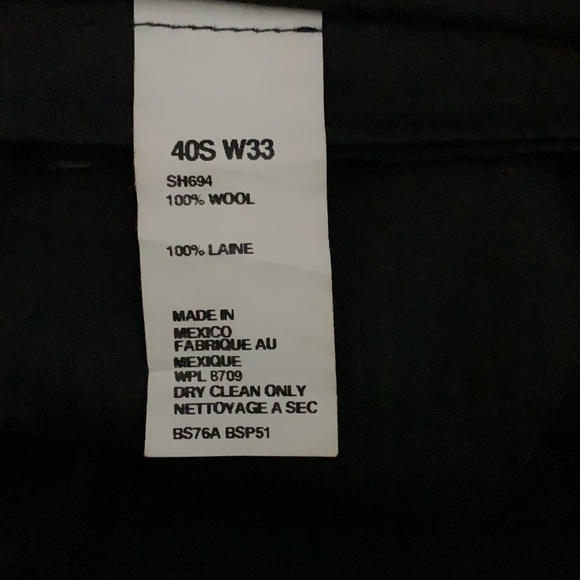 40S W33
SH694
100% WOOL
100% LAINE
MADE IN
MEXICO
FABRIQUE AU
MEXIQUE
WPL 8709
DRY CLEAN ONLY
NETTOYAGE A SEC
BS76A BSP51